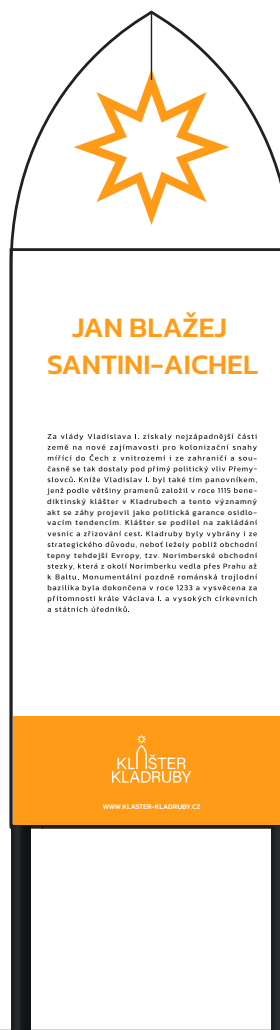 JAN BLAŽEJ
SANTINI-AICHEL
Za vlády Vladislava I. získaly nejzápadnější části
země na nové zajímavosti pro kolonizační snahy
mířící do Čech z vnitrozemí i ze zahraničí a sou-
časně se tak dostaly pod přímý politický vliv Přemy-
slovců. Kníže Vladislav I. byl také tím panovníkem,
jenž podle většiny pramenů založil v roce 1115 bene-
diktinský klášter v Kladrubech a tento významný
akt se záhy projevil jako politická garance osidlo-
vacím tendencím. Klášter se podílel na zakládání
vesnic a zřizování cest. Kladruby byly vybrány i ze
strategického důvodu, neboť ležely poblíž obchodní
tepny tehdejší Evropy, tzv. Norimberské obchodní
stezky, která z okolí Norimberku vedla přes Prahu až
k Baltu. Monumentální pozdně románská trojlodní
bazilika byla dokončena v roce 1233 a vysvěcena za
přítomnosti krále Václava I. a vysokých církevních
a státních úředníků.
KLÁŠTER
KLADRUBY
WWW.KLASTER-KLADRUBY.CZ